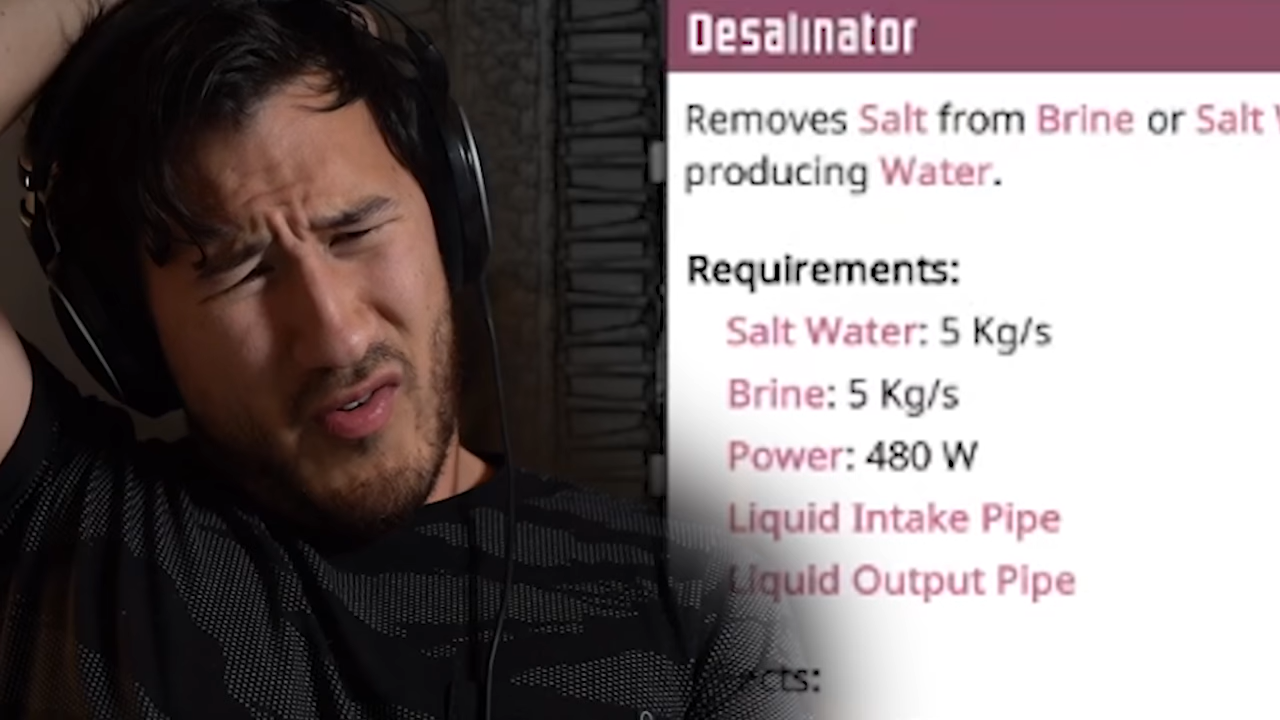 Desalinator
Removes Salt from Brine or Salt
producing Water.
Requirements:
Salt Water: 5 Kg/s
Brine: 5 Kg/s
Power: 480 W
Liquid Intake Pipe
Liquid Output Pipe